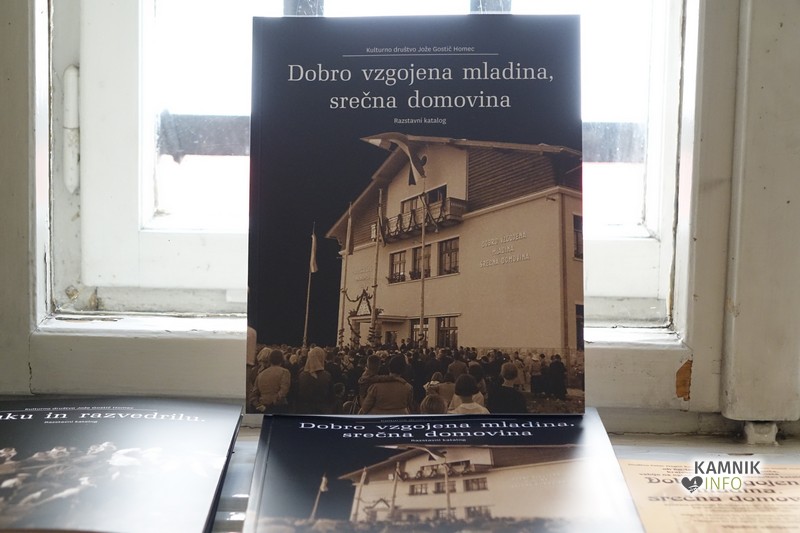 Kulturno društvo Jože Gostič Homec
Dobro vzgojena mladina,
srečna domovina
Razstavni katalog
DOBRO VZGOJENA
MLADINA
SREČNA DOMOVINA
Kulturno društvo Jože Gostič Homec
uku in razvedrilu.
Razstavni katalog
Dobro vzgojena mladina,
srečna domovina
Razstavni katalog
KAMNIK
INFO